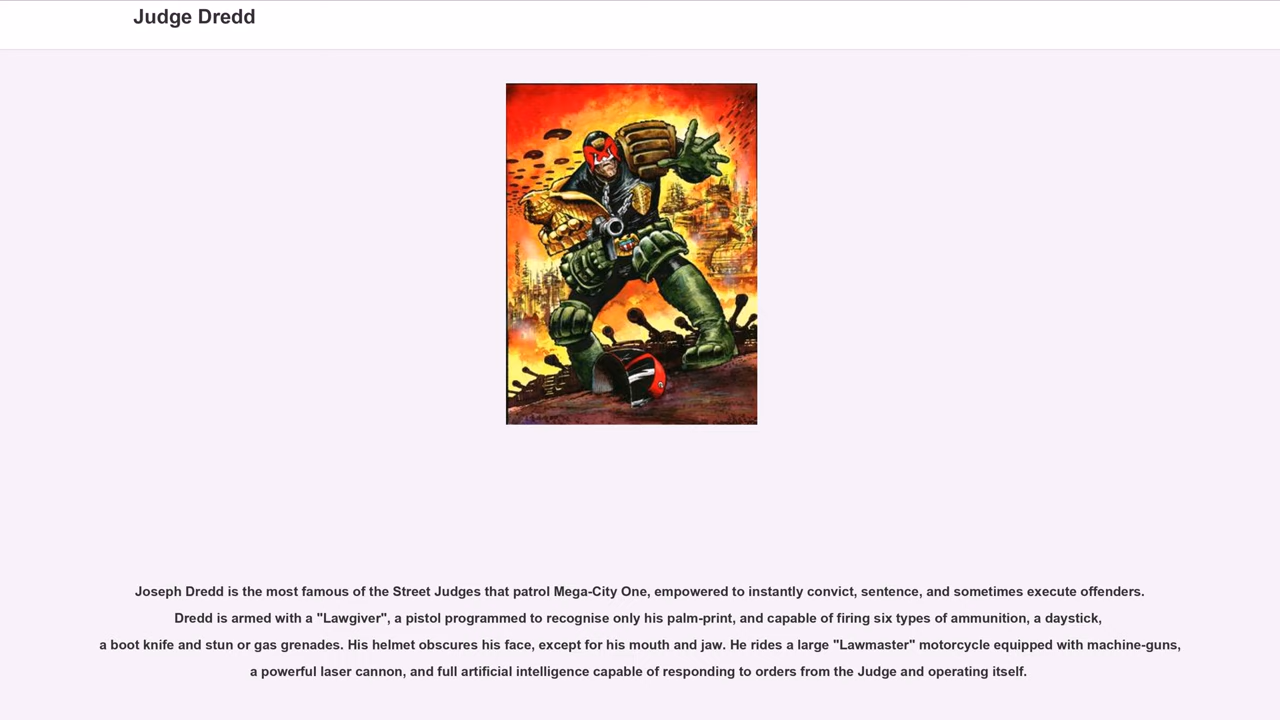 Judge Dredd
Joseph Dredd is the most famous of the Street Judges that patrol Mega-City One, empowered to instantly convict, sentence, and sometimes execute offenders.
Dredd is armed with a "Lawgiver", a pistol programmed to recognise only his palm-print, and capable of firing six types of ammunition, a daystick,
a boot knife and stun or gas grenades. His helmet obscures his face, except for his mouth and jaw. He rides a large "Lawmaster" motorcycle equipped with machine-guns,
a powerful laser cannon, and full artificial intelligence capable of responding to orders from the Judge and operating itself.